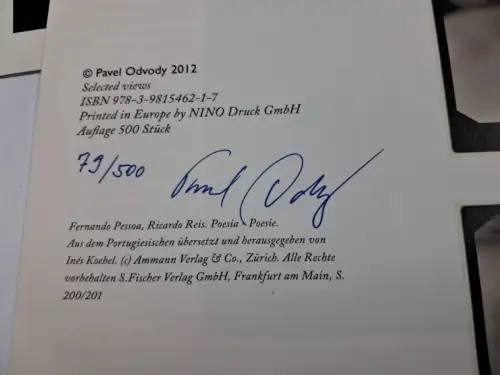 © Pavel Odvody 2012
Selected views
ISBN 978-3-9815462-1-7
Printed in Europe by NINO Druck GmbH
Auflage 500 Stück
79/500 Pavel Odvody
Fernando Pessoa, Ricardo Reis. Poesia - Poesie.
Aus dem Portugiesischen übersetzt und herausgegeben von
Inés Koebel. (c) Ammann Verlag & Co., Zürich. Alle Rechte
vorbehalten S.Fischer Verlag GmbH, Frankfurt am Main, S.
200/201